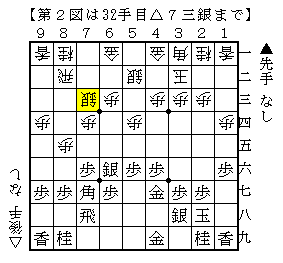 【第２図は32手目△７三銀まで】
９ ８ ７ ６ ５ ４ ３ ２ １
香 桂 金 金 角 桂 香 一
飛 銀 玉 二
銀 歩 歩 歩 歩 三
歩 歩 歩 歩 四
歩 五
歩 銀 歩 歩 歩 六
歩 歩 角 歩 金 歩 歩 七
飛 銀 玉 八
香 桂 金 桂 香 九
▲先手 なし
△後手 なし